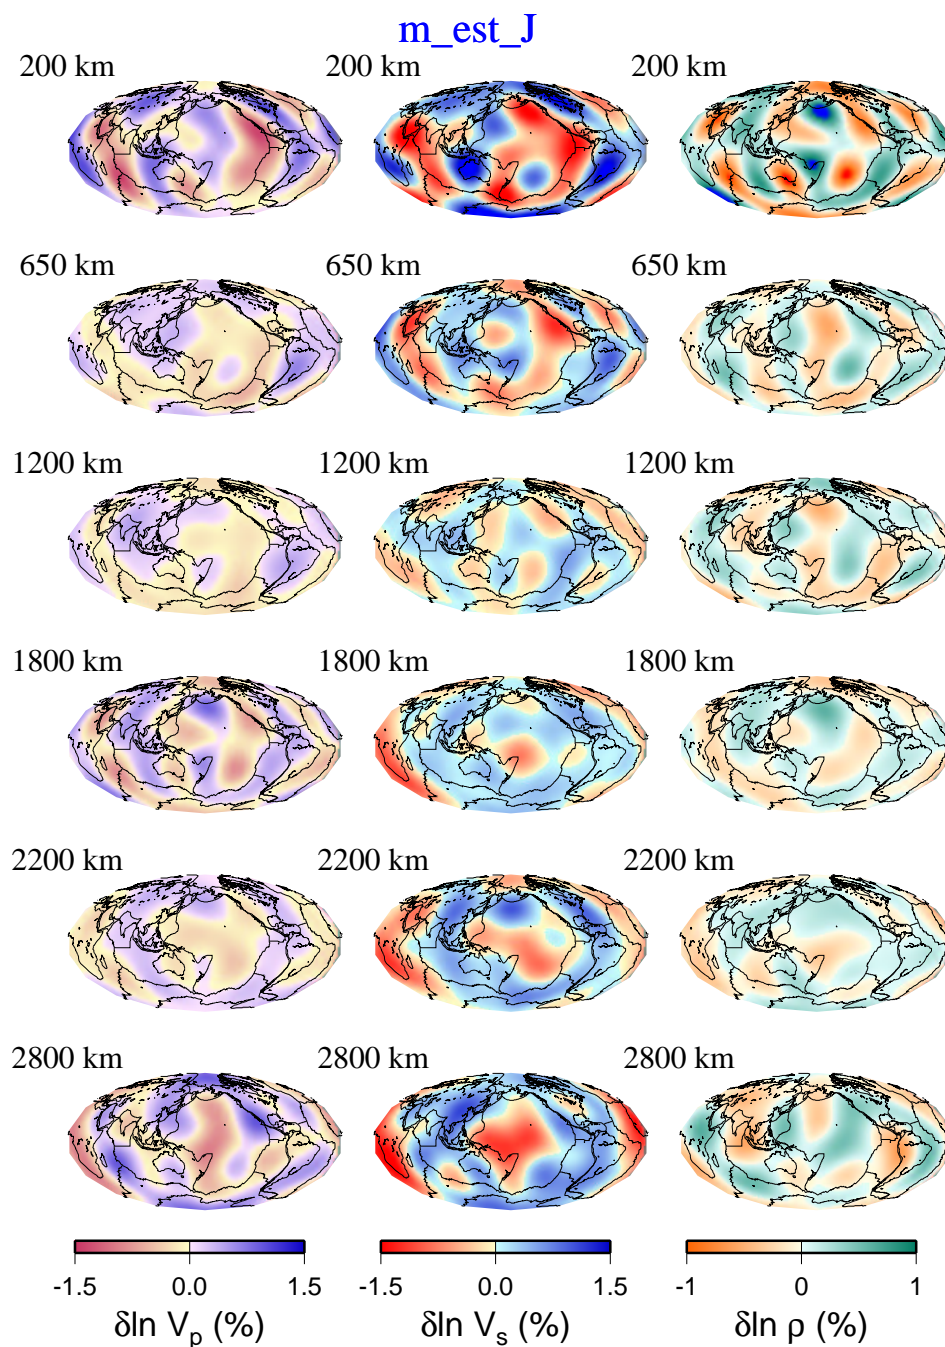 m_est_J
200 km 200 km 200 km
650 km 650 km 650 km
1200 km 1200 km 1200 km
1800 km 1800 km 1800 km
2200 km 2200 km 2200 km
2800 km 2800 km 2800 km
-1.5 0.0 1.5 -1.5 0.0 1.5 -1 0 1
δln Vp (%) δln Vs (%) δln ρ (%)